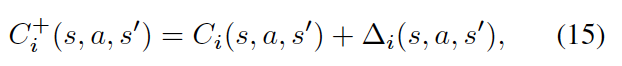 C_i^+(s, a, s′) = C_i(s, a, s′) + Δ_i(s, a, s′), (15)